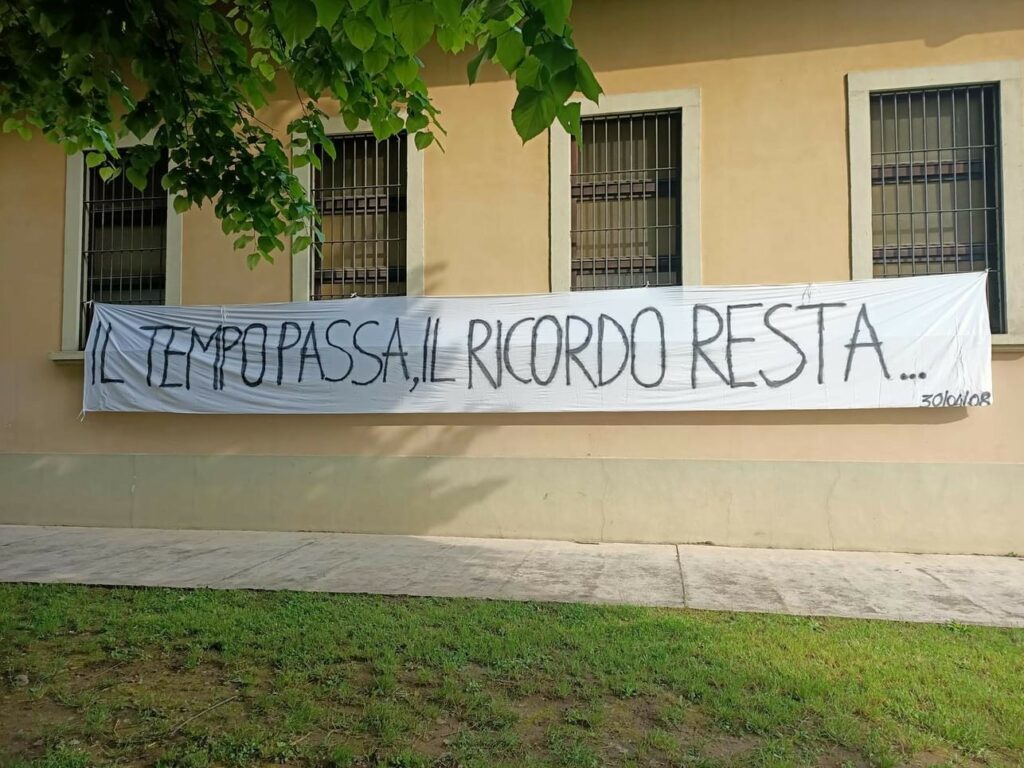 IL TEMPO PASSA, IL RICORDO RESTA...
30/04/08